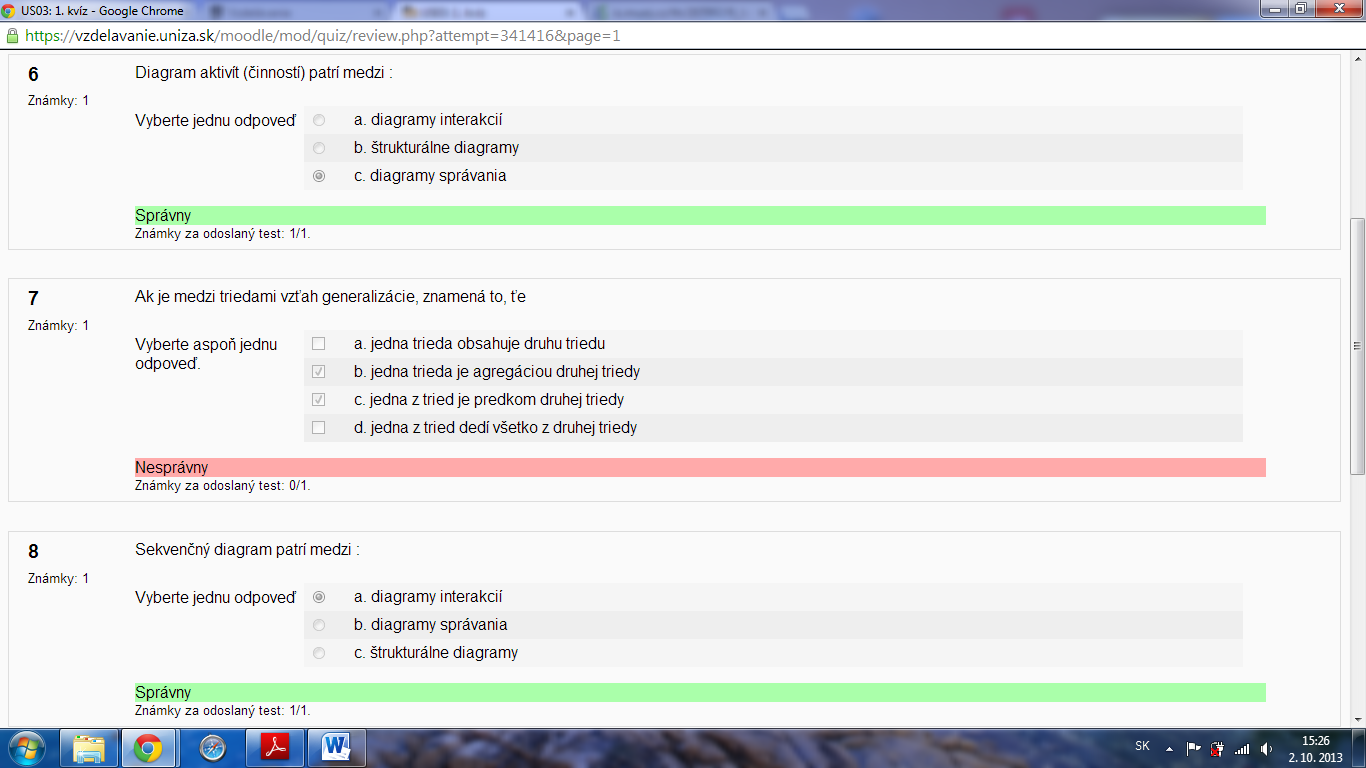 US03: 1. kvíz - Google Chrome
https://vzdelavanie.uniza.sk/moodle/mod/quiz/review.php?attempt=341416&page=1
6
Známky: 1
Diagram aktivít (činností) patrí medzi :
Vyberte jednu odpoveď
a. diagramy interakcií
b. štrukturálne diagramy
c. diagramy správania
Správny
Známky za odoslaný test: 1/1.
7
Známky: 1
Ak je medzi triedami vzťah generalizácie, znamená to, ťe
Vyberte aspoň jednu
odpoveď.
a. jedna trieda obsahuje druhu triedu
b. jedna trieda je agregáciou druhej triedy
c. jedna z tried je predkom druhej triedy
d. jedna z tried dedí všetko z druhej triedy
Nesprávny
Známky za odoslaný test: 0/1.
8
Známky: 1
Sekvenčný diagram patrí medzi :
Vyberte jednu odpoveď
a. diagramy interakcií
b. diagramy správania
c. štrukturálne diagramy
Správny
Známky za odoslaný test: 1/1.
SK
15:26
2. 10. 2013